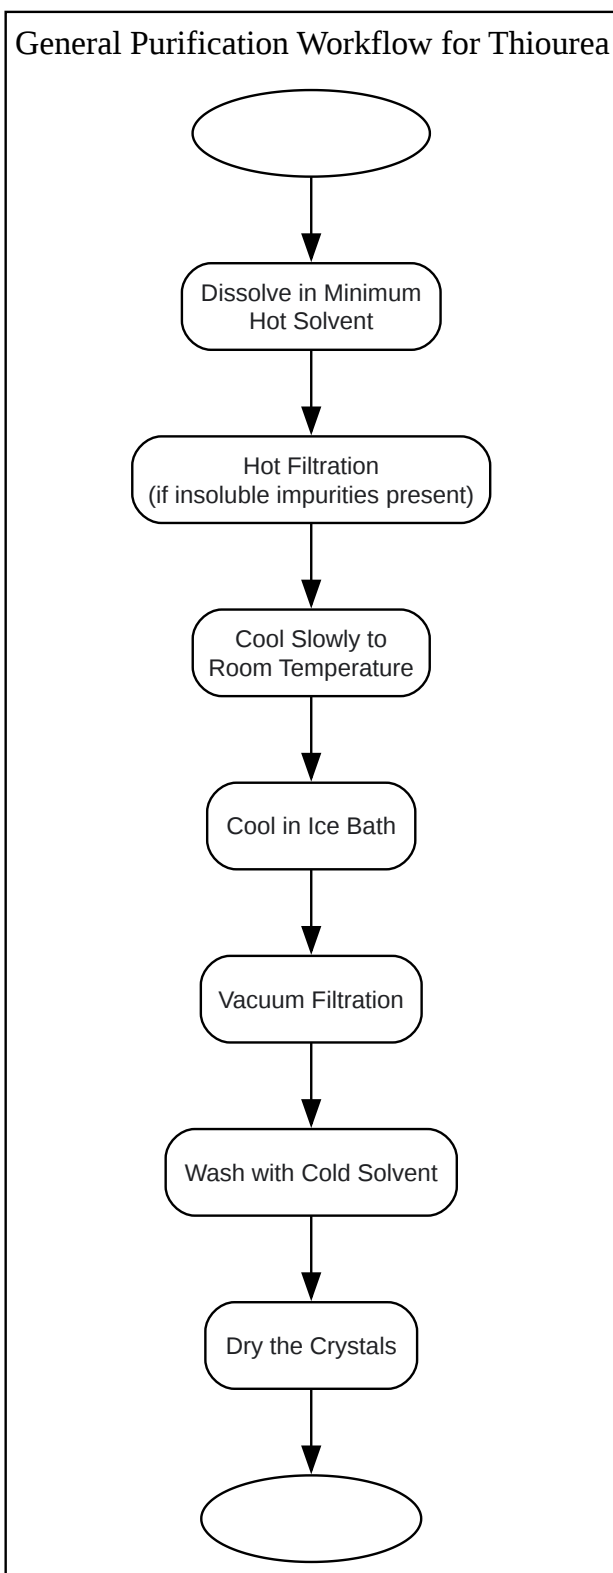 General Purification Workflow for Thiourea
Dissolve in Minimum
Hot Solvent
Hot Filtration
(if insoluble impurities present)
Cool Slowly to
Room Temperature
Cool in Ice Bath
Vacuum Filtration
Wash with Cold Solvent
Dry the Crystals